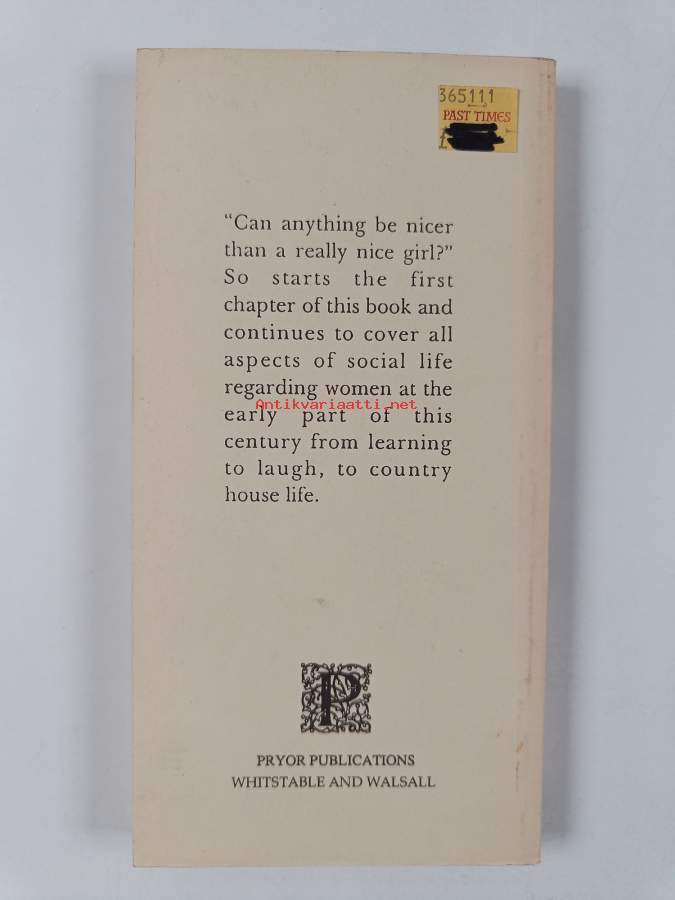 365111
PAST TIMES
£
“Can anything be nicer
than a really nice girl?”
So starts the first
chapter of this book and
continues to cover all
aspects of social life
regarding women at the
Antikvariaatti.net
early part of this
century from learning
to laugh, to country
house life.
P
PRYOR PUBLICATIONS
WHITSTABLE AND WALSALL